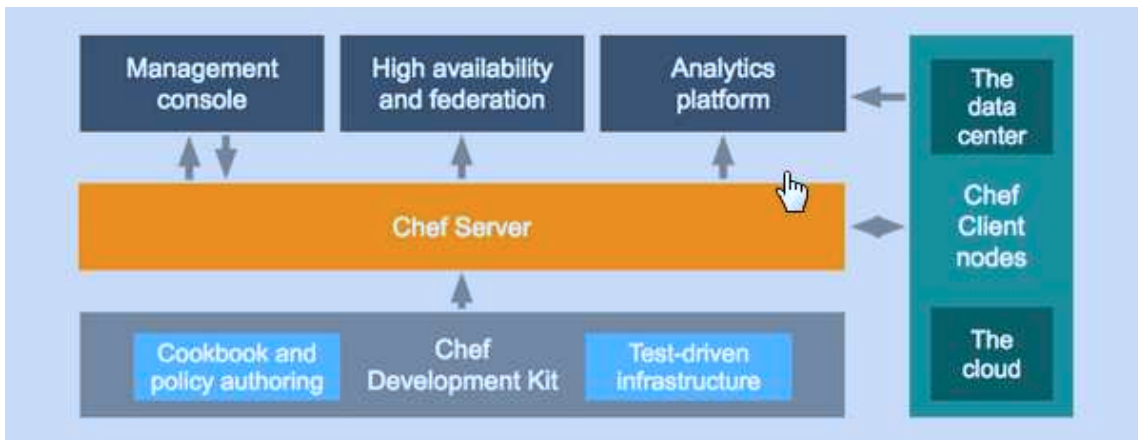 Management
console
High availability
and federation
Analytics
platform
The
data
center
Chef Server
Chef
Client
nodes
Cookbook and
policy authoring
Chef
Development Kit
Test-driven
infrastructure
The
cloud